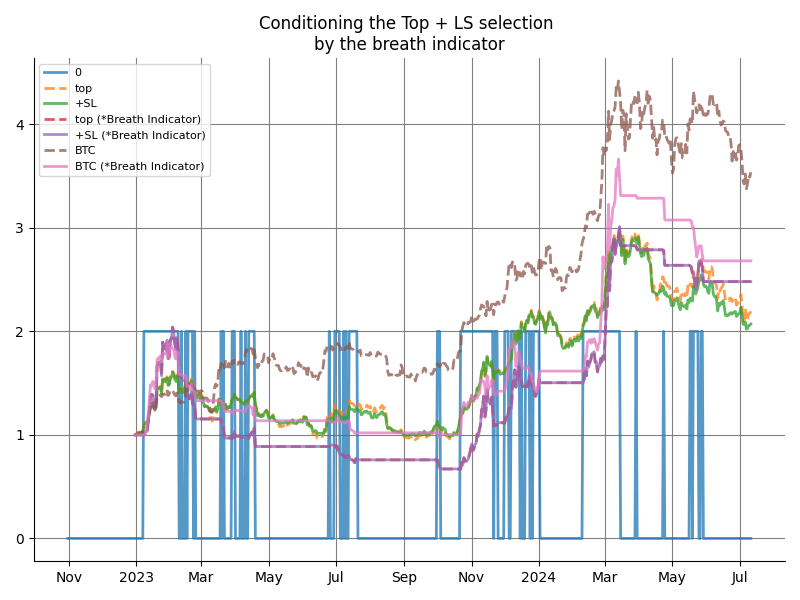 Conditioning the Top + LS selection
by the breath indicator
0
top
+SL
top (*Breath Indicator)
+SL (*Breath Indicator)
BTC
BTC (*Breath Indicator)
4
3
2
1
0
Nov 2023 Mar May Jul Sep Nov 2024 Mar May Jul